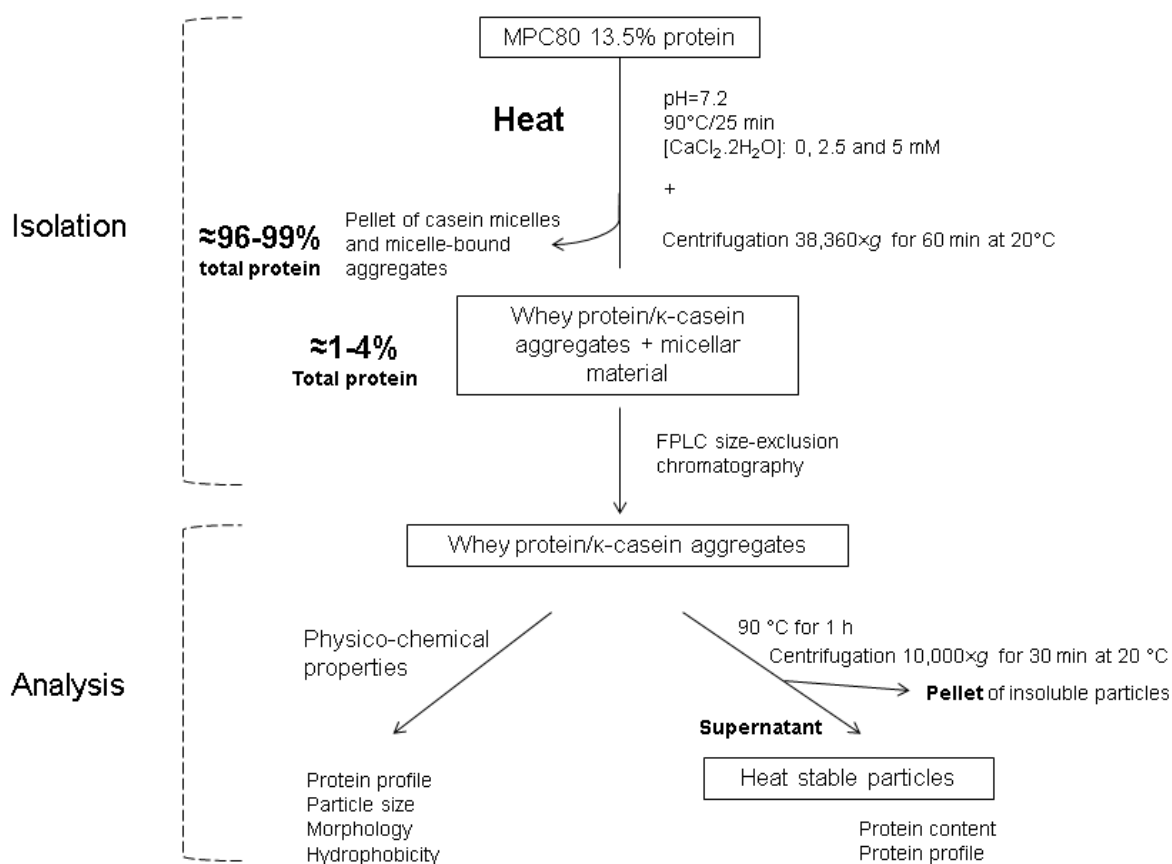 MPC80 13.5% protein
Heat
pH=7.2
90°C/25 min
[CaCl₂.2H₂O]: 0, 2.5 and 5 mM
+
Centrifugation 38,360×g for 60 min at 20°C
Isolation
≈96-99%
total protein
Pellet of casein micelles
and micelle-bound
aggregates
Whey protein/κ-casein
aggregates + micellar
material
≈1-4%
Total protein
FPLC size-exclusion
chromatography
Whey protein/κ-casein aggregates
Analysis
Physico-chemical
properties
90 °C for 1 h
Centrifugation 10,000×g for 30 min at 20 °C
Pellet of insoluble particles
Supernatant
Heat stable particles
Protein profile
Particle size
Morphology
Hydrophobicity
Protein content
Protein profile